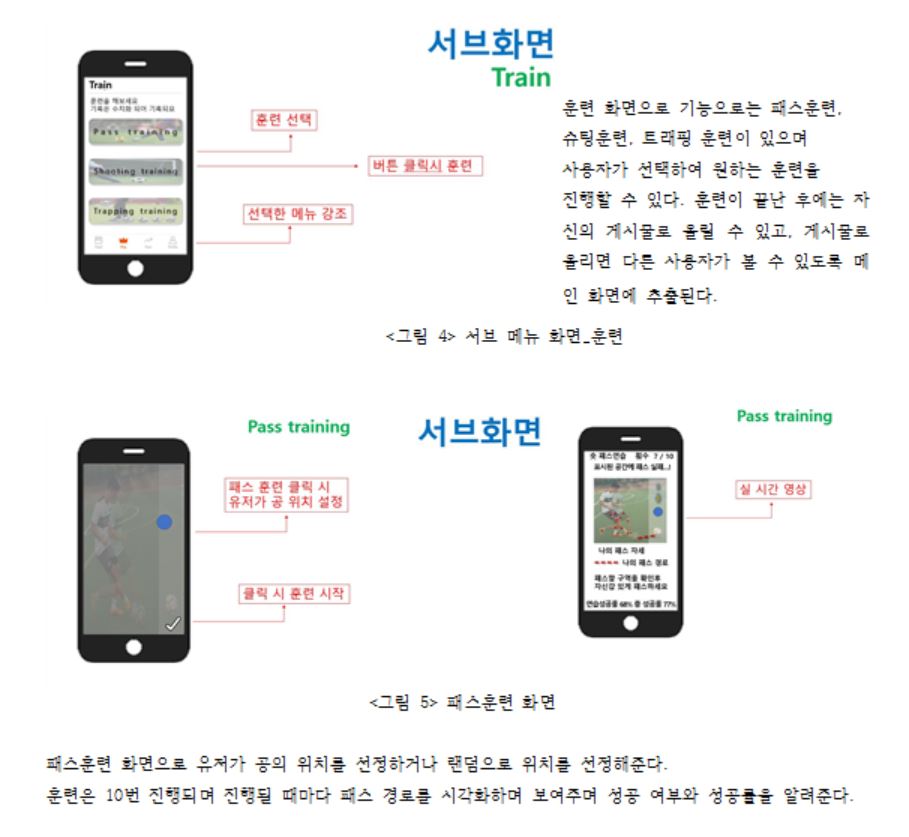 서브화면
Train
Train
훈련을 해보세요
기록은 수치화 되어 기록되요
Pass training
Shooting training
Trapping training
훈련 선택
버튼 클릭시 훈련
선택한 메뉴 강조
훈련 화면으로 기능으로는 패스훈련,
슈팅훈련, 트래핑 훈련이 있으며
사용자가 선택하여 원하는 훈련을
진행할 수 있다. 훈련이 끝난 후에는 자
신의 게시물로 올릴 수 있고, 게시물로
올리면 다른 사용자가 볼 수 있도록 메
인 화면에 추출된다.
<그림 4> 서브 메뉴 화면_훈련
Pass training
서브화면
Pass training
패스 훈련 클릭 시
유저가 공 위치 설정
클릭 시 훈련 시작
숏 패스연습 횟수 7 / 10
표시된 공간에 패스 실패..!
나의 패스 자세
나의 패스 경로
패스할 구역을 확인후
자신감 있게 패스하세요
연습성공률 68% 중 성공률 77%
실 시간 영상
<그림 5> 패스훈련 화면
패스훈련 화면으로 유저가 공의 위치를 선정하거나 랜덤으로 위치를 선정해준다.
훈련은 10번 진행되며 진행될 때마다 패스 경로를 시각화하며 보여주며 성공 여부와 성공률을 알려준다.